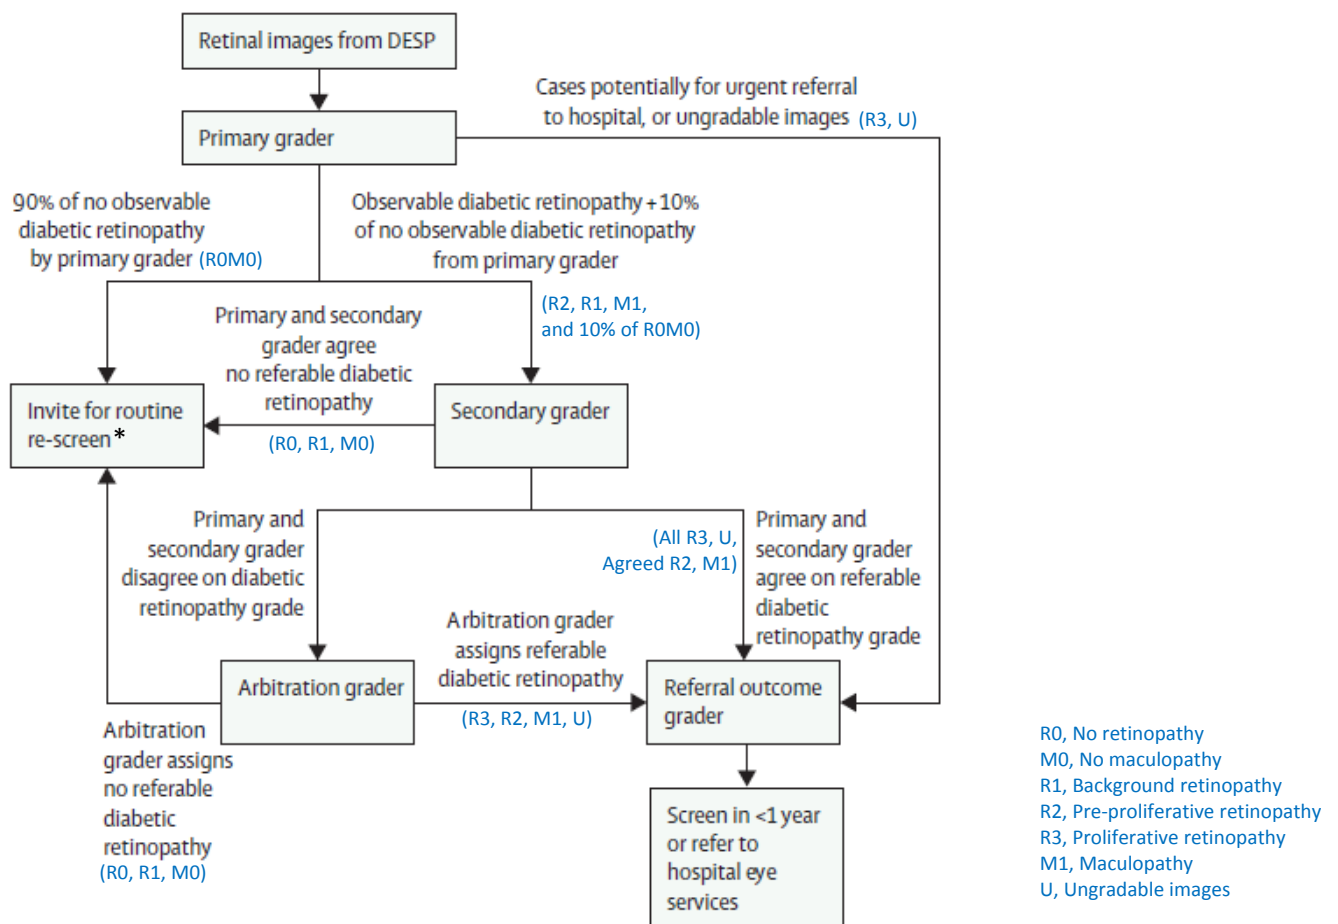 Retinal images from DESP
Cases potentially for urgent referral
to hospital, or ungradable images (R3, U)
Primary grader
90% of no observable
diabetic retinopathy
by primary grader (R0M0)
Observable diabetic retinopathy + 10%
of no observable diabetic retinopathy
from primary grader
(R2, R1, M1,
and 10% of R0M0)
Primary and secondary
grader agree
no referable diabetic
retinopathy
(R0, R1, M0)
Invite for routine
re-screen*
Secondary grader
Primary and
secondary grader
disagree on diabetic
retinopathy grade
(All R3, U,
Agreed R2, M1)
Primary and
secondary grader
agree on referable
diabetic
retinopathy grade
Arbitration grader
assigns referable
diabetic retinopathy
(R3, R2, M1, U)
Arbitration grader
Referral outcome
grader
Arbitration
grader assigns
no referable
diabetic
retinopathy
(R0, R1, M0)
Screen in <1 year
or refer to
hospital eye
services
R0, No retinopathy
M0, No maculopathy
R1, Background retinopathy
R2, Pre-proliferative retinopathy
R3, Proliferative retinopathy
M1, Maculopathy
U, Ungradable images